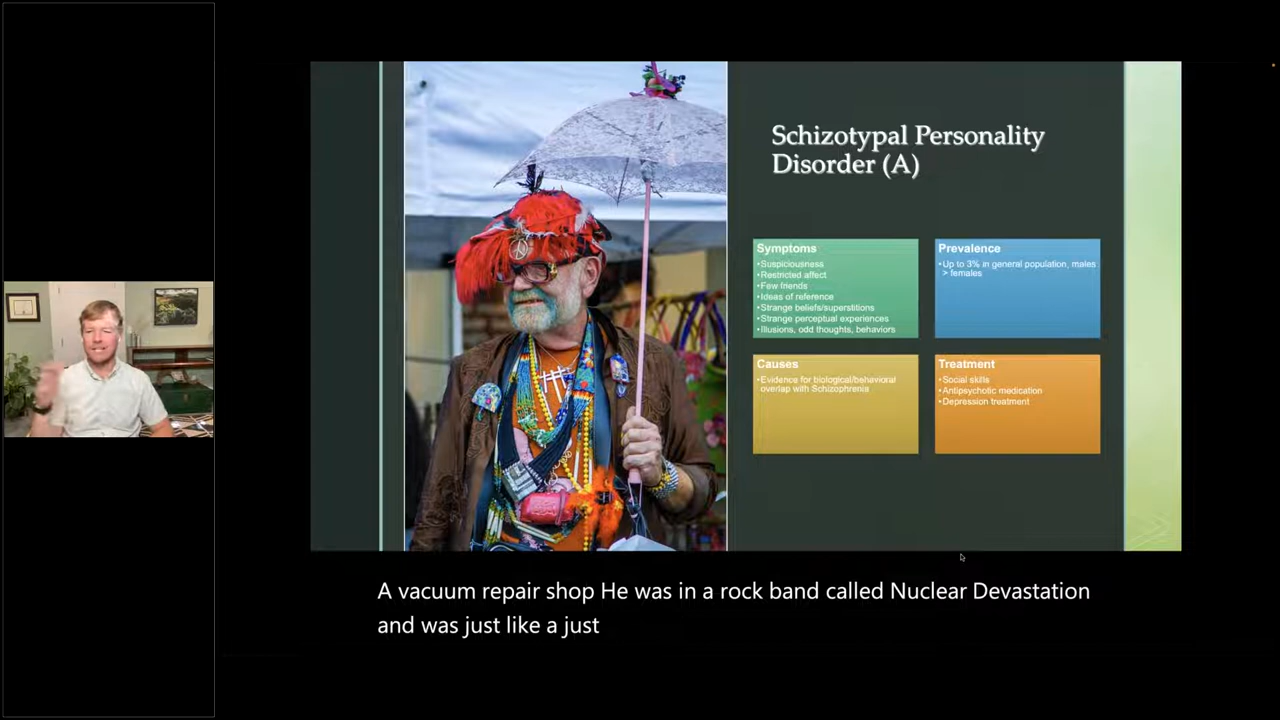 Schizotypal Personality
Disorder (A)
Symptoms
•Suspiciousness
•Restricted affect
•Few friends
•Ideas of reference
•Strange beliefs/superstitions
•Strange perceptual experiences
•Illusions, odd thoughts, behaviors
Prevalence
•Up to 3% in general population, males
> females
Causes
•Evidence for biological/behavioral
overlap with Schizophrenia
Treatment
•Social skills
•Antipsychotic medication
•Depression treatment
A vacuum repair shop He was in a rock band called Nuclear Devastation
and was just like a just